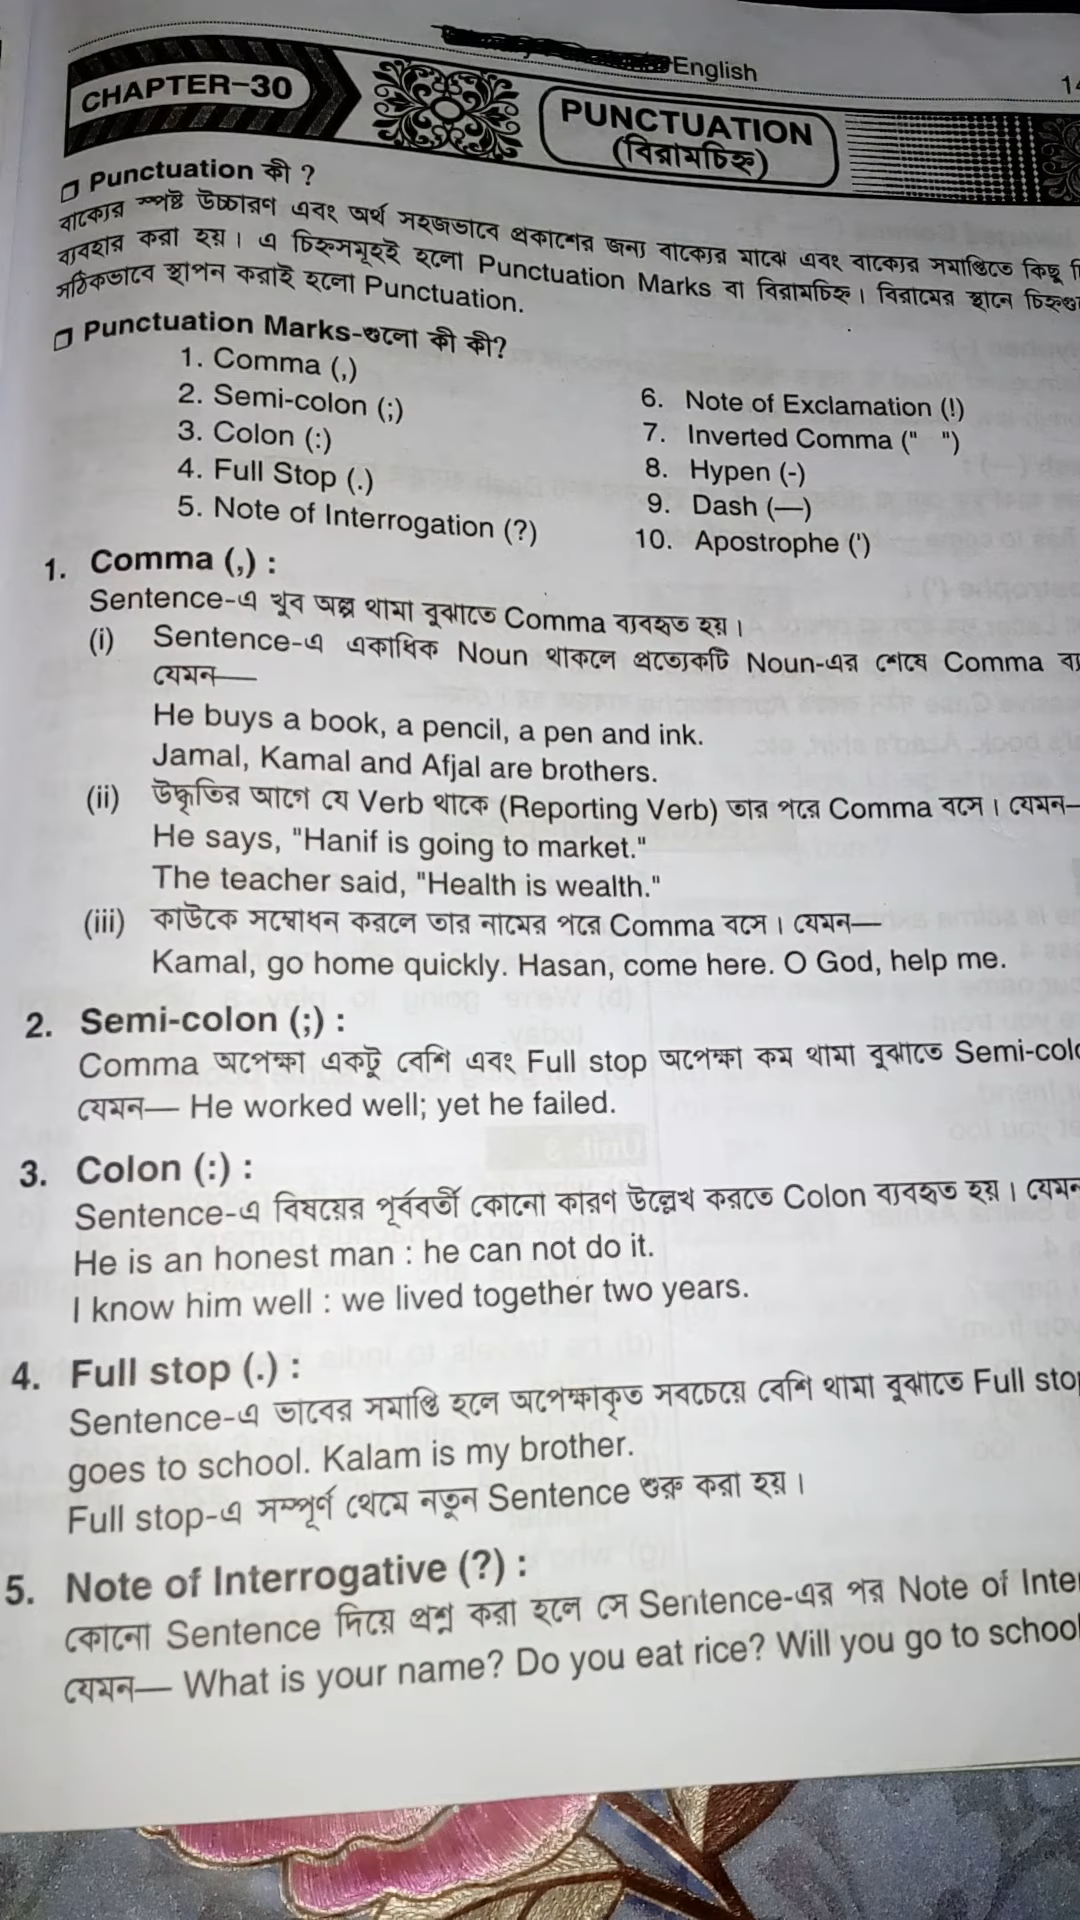 English
14
CHAPTER–30
PUNCTUATION
(বিরামচিহ্ন)
❐ Punctuation কী ?
বাক্যের স্পষ্ট উচ্চারণ এবং অর্থ সহজভাবে প্রকাশের জন্য বাক্যের মাঝে এবং বাক্যের সমাপ্তিতে কিছু
ব্যবহার করা হয়। এ চিহ্নসমূহই হলো Punctuation Marks বা বিরামচিহ্ন। বিরামের স্থানে
সঠিকভাবে স্থাপন করাই হলো Punctuation.
❐ Punctuation Marks-গুলো কী কী?
1. Comma (,)
2. Semi-colon (;)
3. Colon (:)
4. Full Stop (.)
5. Note of Interrogation (?)
6. Note of Exclamation (!)
7. Inverted Comma (" ")
8. Hypen (-)
9. Dash (—)
10. Apostrophe (')
1. Comma (,) :
Sentence-এ খুব অল্প থামা বুঝাতে Comma ব্যবহৃত হয়।
(i) Sentence-এ একাধিক Noun থাকলে প্রত্যেকটি Noun-এর শেষে Comma
যেমন—
He buys a book, a pencil, a pen and ink.
Jamal, Kamal and Afjal are brothers.
(ii) উদ্ধৃতির আগে যে Verb থাকে (Reporting Verb) তার পরে Comma বসে। যেমন—
He says, "Hanif is going to market."
The teacher said, "Health is wealth."
(iii) কাউকে সম্বোধন করলে তার নামের পরে Comma বসে। যেমন—
Kamal, go home quickly. Hasan, come here. O God, help me.
2. Semi-colon (;) :
Comma অপেক্ষা একটু বেশি এবং Full stop অপেক্ষা কম থামা বুঝাতে Semi-colo
যেমন— He worked well; yet he failed.
3. Colon (:) :
Sentence-এ বিষয়ের পূর্ববর্তী কোনো কারণ উল্লেখ করতে Colon ব্যবহৃত হয়। যেমন
He is an honest man : he can not do it.
I know him well : we lived together two years.
4. Full stop (.) :
Sentence-এ ভাবের সমাপ্তি হলে অপেক্ষাকৃত সবচেয়ে বেশি থামা বুঝাতে Full stop
goes to school. Kalam is my brother.
Full stop-এ সম্পূর্ণ থেমে নতুন Sentence শুরু করা হয়।
5. Note of Interrogative (?) :
কোনো Sentence দিয়ে প্রশ্ন করা হলে সে Sentence-এর পর Note of Inter
যেমন— What is your name? Do you eat rice? Will you go to school